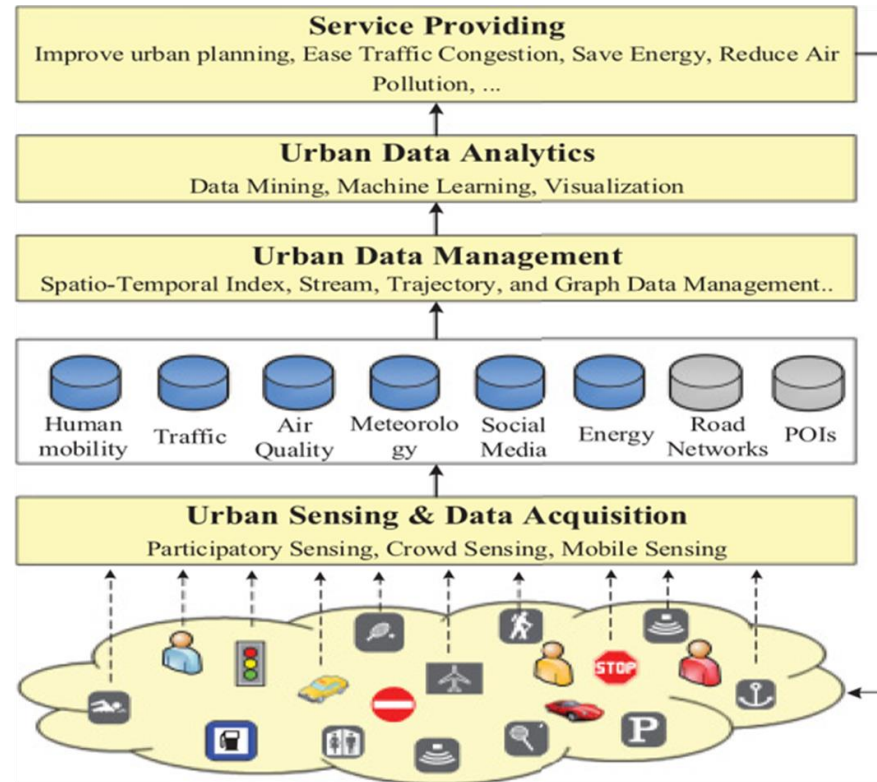 Service Providing
Improve urban planning, Ease Traffic Congestion, Save Energy, Reduce Air
Pollution, ...
Urban Data Analytics
Data Mining, Machine Learning, Visualization
Urban Data Management
Spatio-Temporal Index, Stream, Trajectory, and Graph Data Management..
Human
mobility
Traffic
Air
Quality
Meteorolo
gy
Social
Media
Energy
Road
Networks
POIs
Urban Sensing & Data Acquisition
Participatory Sensing, Crowd Sensing, Mobile Sensing
STOP
P